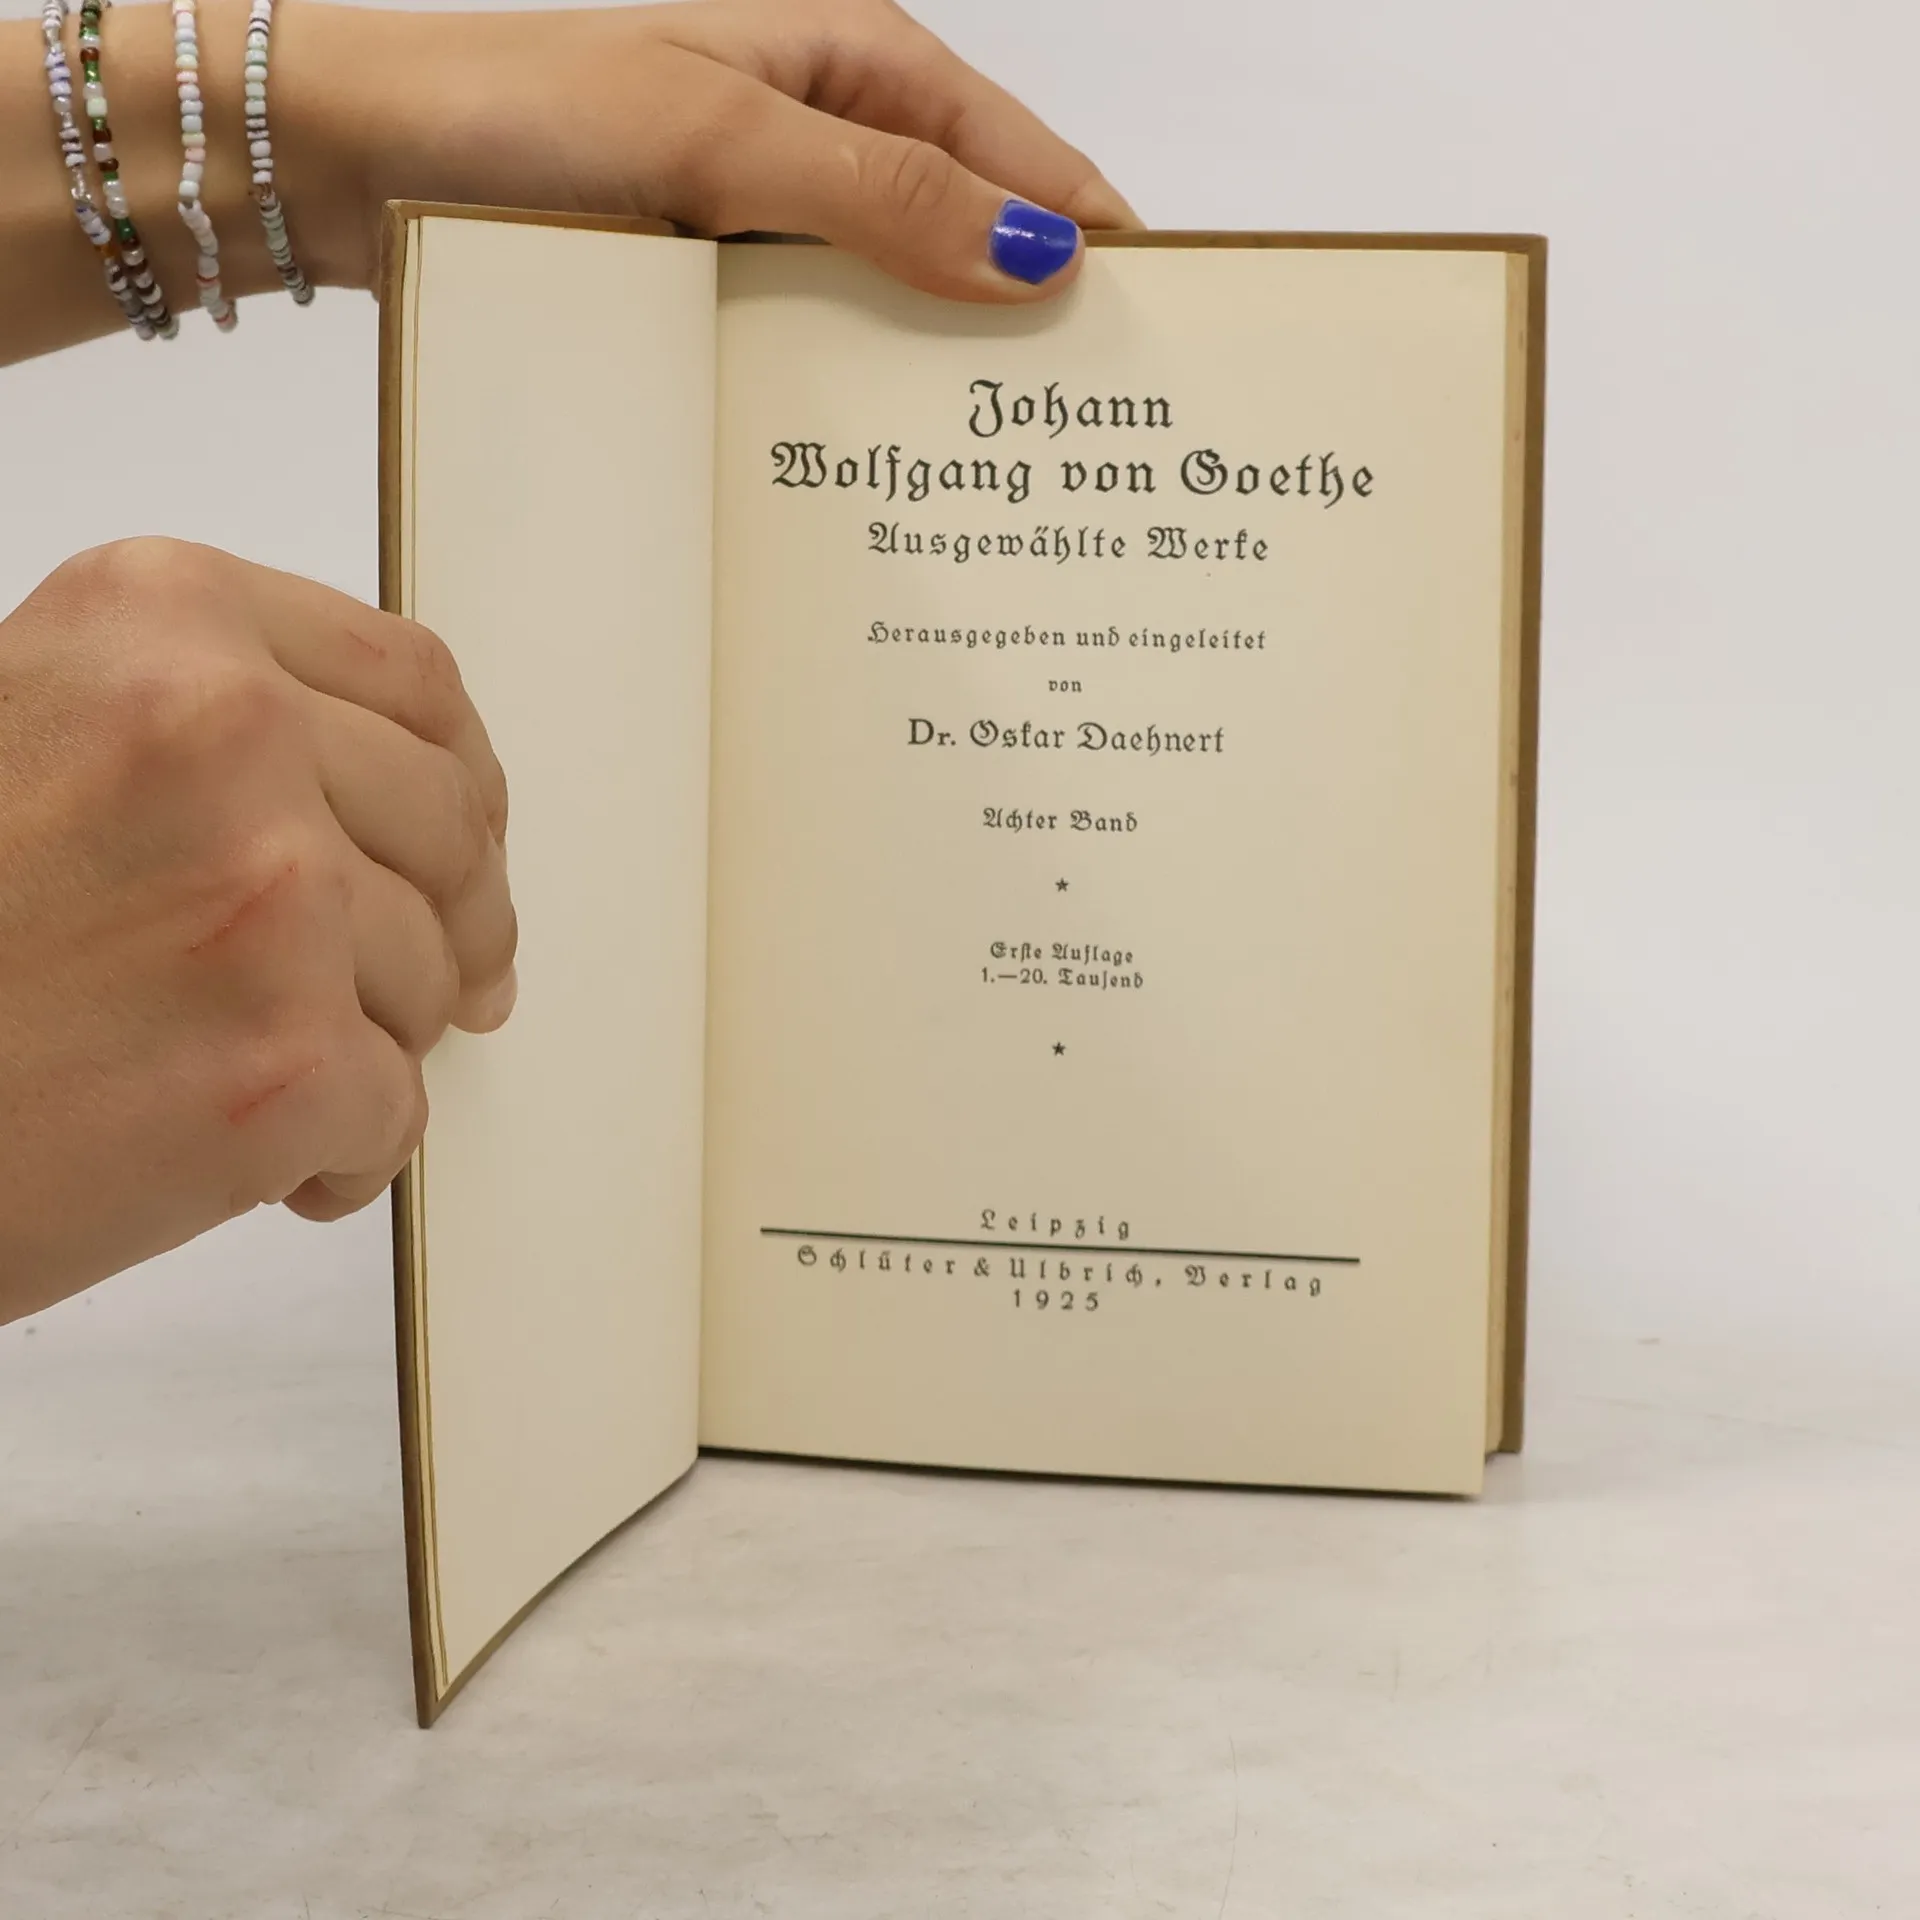 Johann
Wolfgang von Goethe
Ausgewählte Werke
Herausgegeben und eingeleitet
von
Dr. Oskar Daehnert
Achter Band
★
Erste Auflage
1.—20. Tausend
★
Leipzig
Schlüter & Ulbrich, Verlag
1925